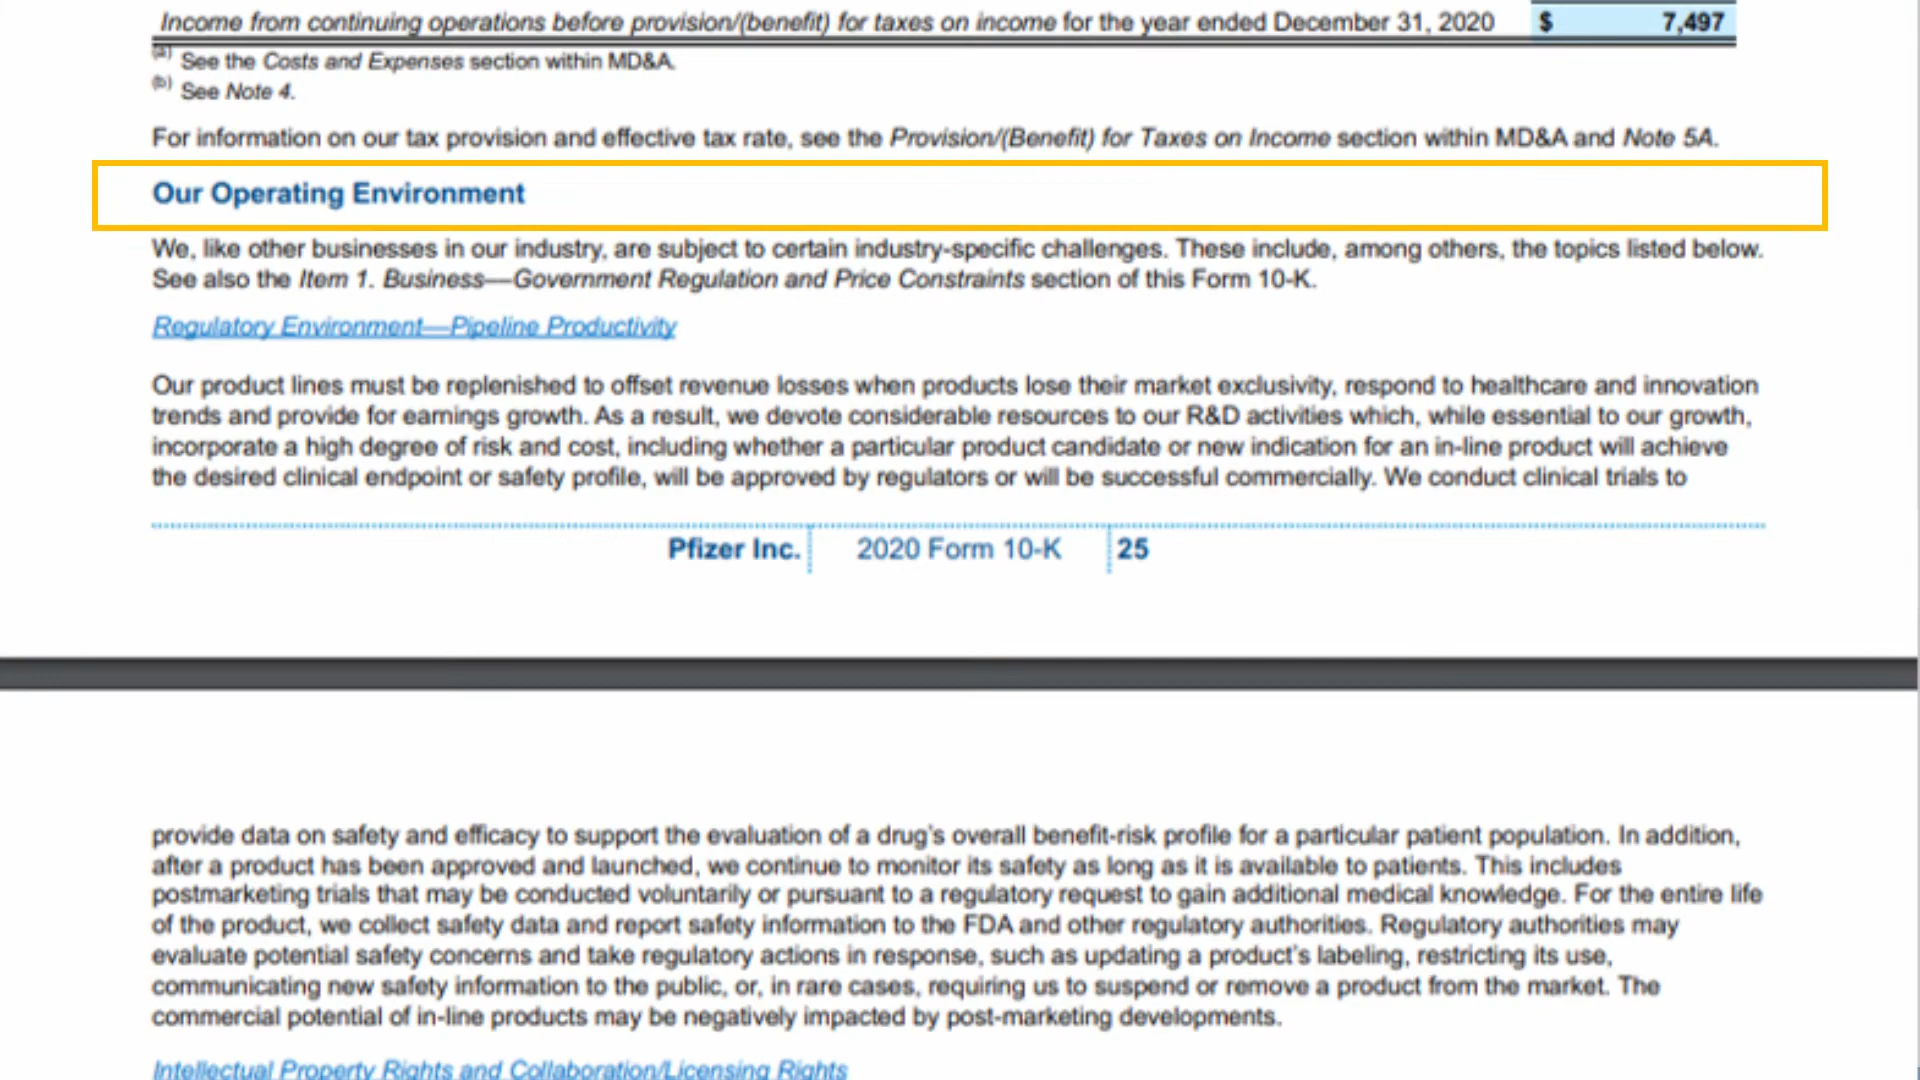 Income from continuing operations before provision/(benefit) for taxes on income for the year ended December 31, 2020 $ 7,497
(a) See the Costs and Expenses section within MD&A.
(b) See Note 4.
For information on our tax provision and effective tax rate, see the Provision/(Benefit) for Taxes on Income section within MD&A and Note 5A.
Our Operating Environment
We, like other businesses in our industry, are subject to certain industry-specific challenges. These include, among others, the topics listed below.
See also the Item 1. Business—Government Regulation and Price Constraints section of this Form 10-K.
Regulatory Environment—Pipeline Productivity
Our product lines must be replenished to offset revenue losses when products lose their market exclusivity, respond to healthcare and innovation
trends and provide for earnings growth. As a result, we devote considerable resources to our R&D activities which, while essential to our growth,
incorporate a high degree of risk and cost, including whether a particular product candidate or new indication for an in-line product will achieve
the desired clinical endpoint or safety profile, will be approved by regulators or will be successful commercially. We conduct clinical trials to
Pfizer Inc. 2020 Form 10-K 25
provide data on safety and efficacy to support the evaluation of a drug's overall benefit-risk profile for a particular patient population. In addition,
after a product has been approved and launched, we continue to monitor its safety as long as it is available to patients. This includes
postmarketing trials that may be conducted voluntarily or pursuant to a regulatory request to gain additional medical knowledge. For the entire life
of the product, we collect safety data and report safety information to the FDA and other regulatory authorities. Regulatory authorities may
evaluate potential safety concerns and take regulatory actions in response, such as updating a product's labeling, restricting its use,
communicating new safety information to the public, or, in rare cases, requiring us to suspend or remove a product from the market. The
commercial potential of in-line products may be negatively impacted by post-marketing developments.
Intellectual Property Rights and Collaboration/Licensing Rights